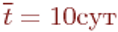 t̅ = 10сут